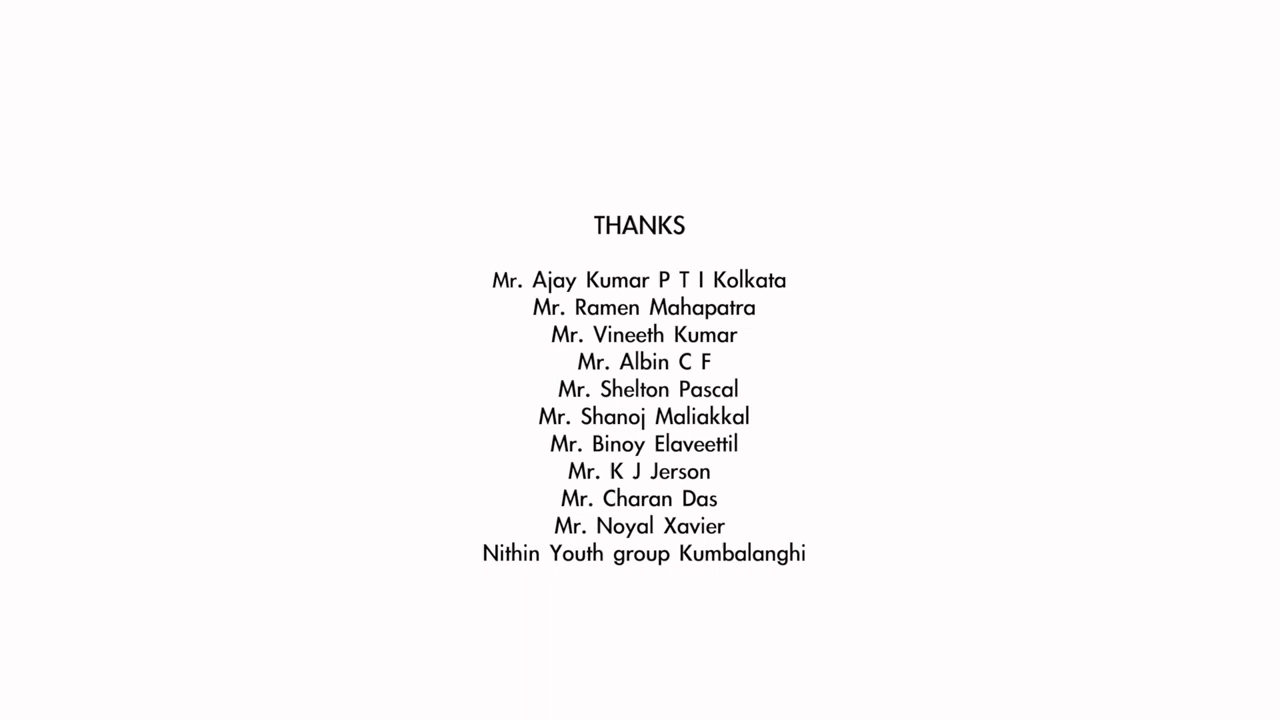 THANKS
Mr. Ajay Kumar P T I Kolkata
Mr. Ramen Mahapatra
Mr. Vineeth Kumar
Mr. Albin C F
Mr. Shelton Pascal
Mr. Shanoj Maliakkal
Mr. Binoy Elaveettil
Mr. K J Jerson
Mr. Charan Das
Mr. Noyal Xavier
Nithin Youth group Kumbalanghi